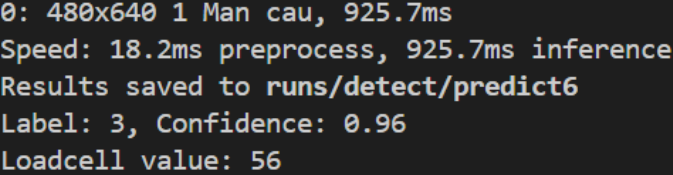 0: 480x640 1 Man cau, 925.7ms
Speed: 18.2ms preprocess, 925.7ms inference
Results saved to runs/detect/predict6
Label: 3, Confidence: 0.96
Loadcell value: 56